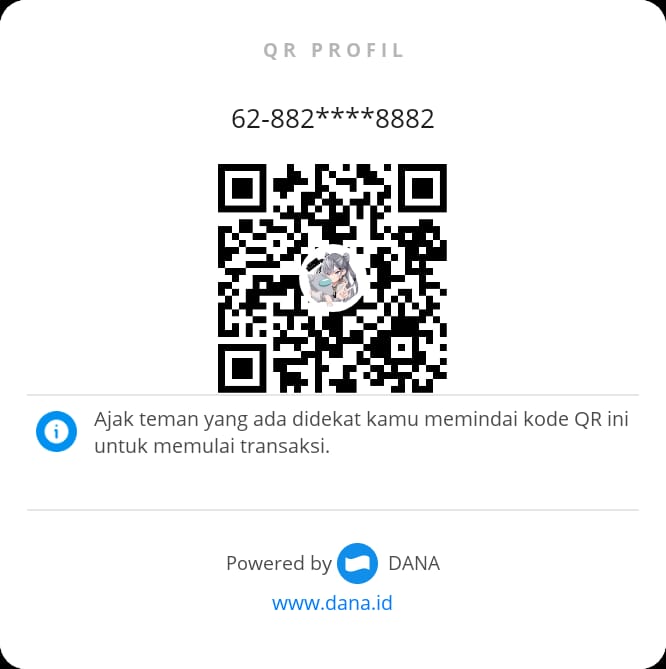 QR PROFIL
62-882****8882
Ajak teman yang ada didekat kamu memindai kode QR ini
untuk memulai transaksi.
Powered by DANA
www.dana.id